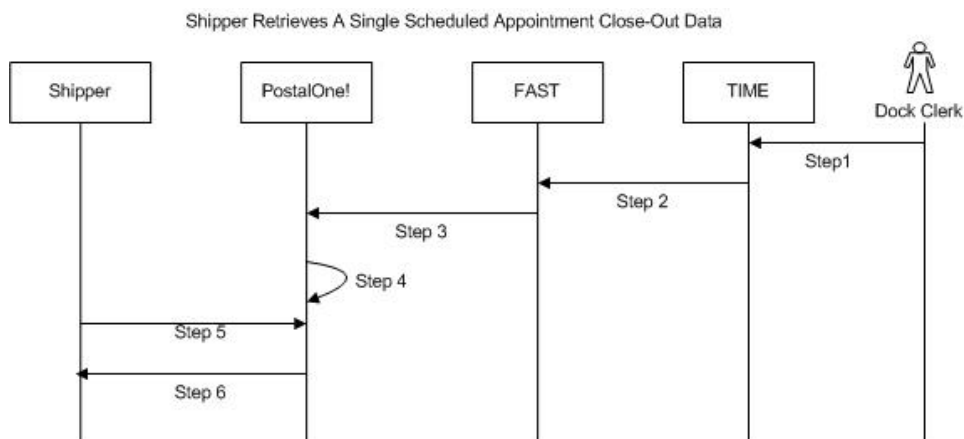 Shipper Retrieves A Single Scheduled Appointment Close-Out Data
Shipper
PostalOne!
FAST
TIME
Dock Clerk
Step1
Step 2
Step 3
Step 4
Step 5
Step 6